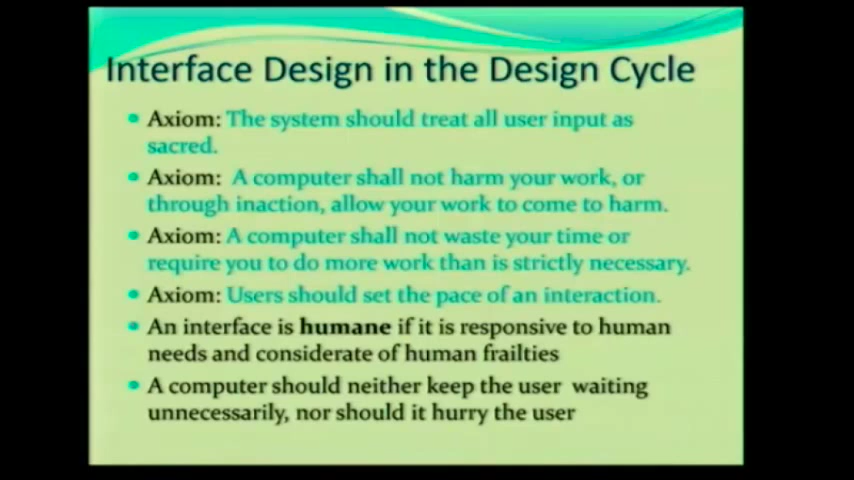 Interface Design in the Design Cycle
Axiom: The system should treat all user input as
sacred.
Axiom: A computer shall not harm your work, or
through inaction, allow your work to come to harm.
Axiom: A computer shall not waste your time or
require you to do more work than is strictly necessary.
Axiom: Users should set the pace of an interaction.
An interface is humane if it is responsive to human
needs and considerate of human frailties
A computer should neither keep the user waiting
unnecessarily, nor should it hurry the user